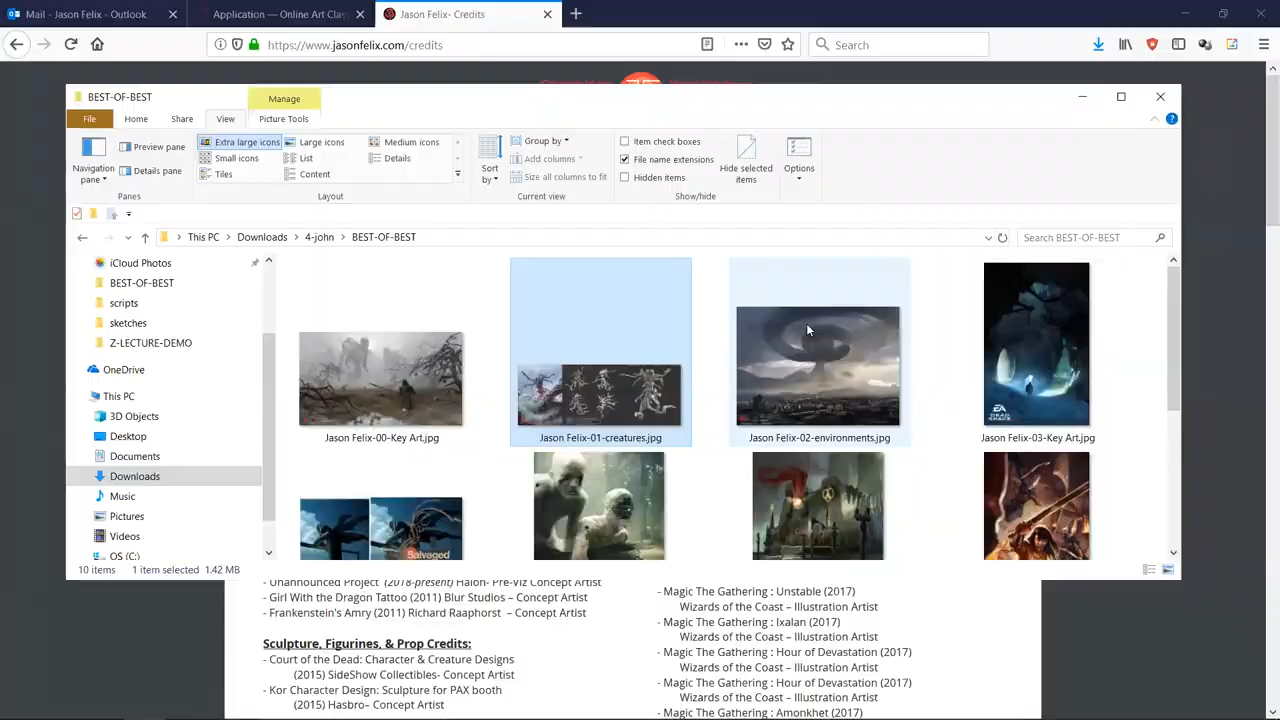 Mail - Jason Felix - Outlook
Application — Online Art Clas
Jason Felix- Credits
https://www.jasonfelix.com/credits
Search
BEST-OF-BEST
Manage
File
Home
Share
View
Picture Tools
Navigation pane
Preview pane
Details pane
Panes
Extra large icons
Large icons
Medium icons
Small icons
List
Details
Tiles
Content
Layout
Sort by
Group by
Add columns
Size all columns to fit
Current view
Item check boxes
File name extensions
Hidden items
Hide selected items
Show/hide
Options
This PC
Downloads
4-john
BEST-OF-BEST
Search BEST-OF-BEST
iCloud Photos
BEST-OF-BEST
scripts
sketches
Z-LECTURE-DEMO
OneDrive
This PC
3D Objects
Desktop
Documents
Downloads
Music
Pictures
Videos
OS (C:)
Jason Felix-00-Key Art.jpg
Jason Felix-01-creatures.jpg
Jason Felix-02-environments.jpg
EA
DEAD SPACE
Jason Felix-03-Key Art.jpg
Salvaged
10 items
1 item selected 1.42 MB
- Unannounced Project (2018-present) Halon- Pre-Viz Concept Artist
- Girl With the Dragon Tattoo (2011) Blur Studios – Concept Artist
- Frankenstein's Amry (2011) Richard Raaphorst – Concept Artist
Sculpture, Figurines, & Prop Credits:
- Court of the Dead: Character & Creature Designs
(2015) SideShow Collectibles- Concept Artist
- Kor Character Design: Sculpture for PAX booth
(2015) Hasbro– Concept Artist
- Magic The Gathering : Unstable (2017)
Wizards of the Coast – Illustration Artist
- Magic The Gathering : Ixalan (2017)
Wizards of the Coast – Illustration Artist
- Magic The Gathering : Hour of Devastation (2017)
Wizards of the Coast – Illustration Artist
- Magic The Gathering : Hour of Devastation (2017)
Wizards of the Coast – Illustration Artist
- Magic The Gathering : Amonkhet (2017)